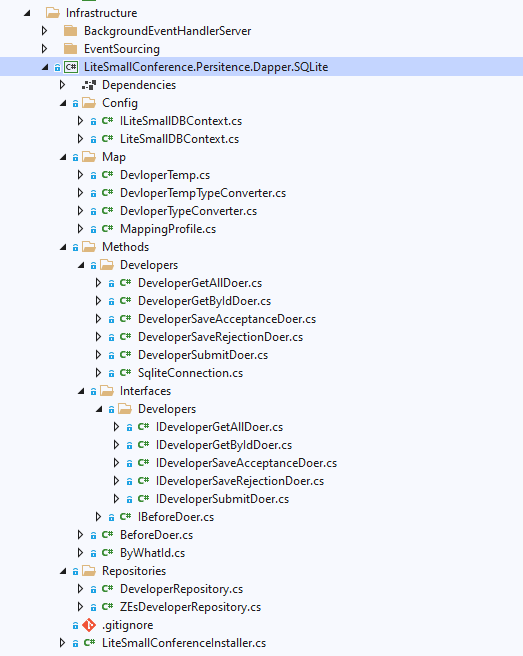 Infrastructure
BackgroundEventHandlerServer
EventSourcing
C# LiteSmallConference.Persitence.Dapper.SQLite
Dependencies
Config
C# ILiteSmallDBContext.cs
C# LiteSmallDBContext.cs
Map
C# DevloperTemp.cs
C# DevloperTempTypeConverter.cs
C# DevloperTypeConverter.cs
C# MappingProfile.cs
Methods
Developers
C# DeveloperGetAllDoer.cs
C# DeveloperGetByIdDoer.cs
C# DeveloperSaveAcceptanceDoer.cs
C# DeveloperSaveRejectionDoer.cs
C# DeveloperSubmitDoer.cs
C# SqliteConnection.cs
Interfaces
Developers
C# IDeveloperGetAllDoer.cs
C# IDeveloperGetByIdDoer.cs
C# IDeveloperSaveAcceptanceDoer.cs
C# IDeveloperSaveRejectionDoer.cs
C# IDeveloperSubmitDoer.cs
C# IBeforeDoer.cs
C# BeforeDoer.cs
C# ByWhatId.cs
Repositories
C# DeveloperRepository.cs
C# ZEsDeveloperRepository.cs
.gitignore
C# LiteSmallConferenceInstaller.cs